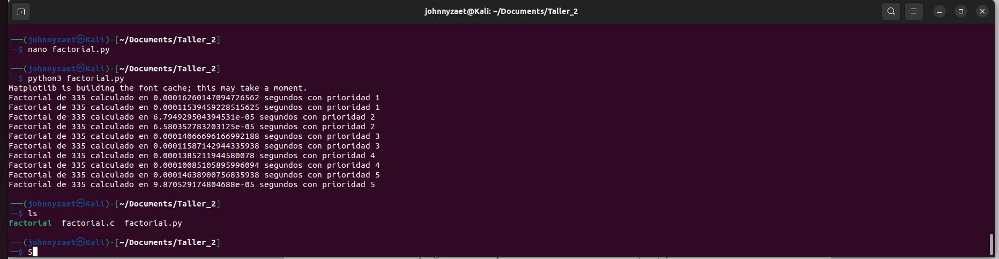 johnnyzaet@Kali: ~/Documents/Taller_2
┌──(johnnyzaet㉿Kali)-[~/Documents/Taller_2]
└─$ nano factorial.py
┌──(johnnyzaet㉿Kali)-[~/Documents/Taller_2]
└─$ python3 factorial.py
Matplotlib is building the font cache; this may take a moment.
Factorial de 335 calculado en 0.00016260147094726562 segundos con prioridad 1
Factorial de 335 calculado en 0.00011539459228515625 segundos con prioridad 1
Factorial de 335 calculado en 6.794929504394531e-05 segundos con prioridad 2
Factorial de 335 calculado en 6.580352783203125e-05 segundos con prioridad 2
Factorial de 335 calculado en 0.00014066696166992188 segundos con prioridad 3
Factorial de 335 calculado en 0.00011587142944335938 segundos con prioridad 3
Factorial de 335 calculado en 0.0001385211944580078 segundos con prioridad 4
Factorial de 335 calculado en 0.00010085105895996094 segundos con prioridad 4
Factorial de 335 calculado en 0.00014638900756835938 segundos con prioridad 5
Factorial de 335 calculado en 9.870529174804688e-05 segundos con prioridad 5
┌──(johnnyzaet㉿Kali)-[~/Documents/Taller_2]
└─$ ls
factorial  factorial.c  factorial.py
┌──(johnnyzaet㉿Kali)-[~/Documents/Taller_2]
└─$ S